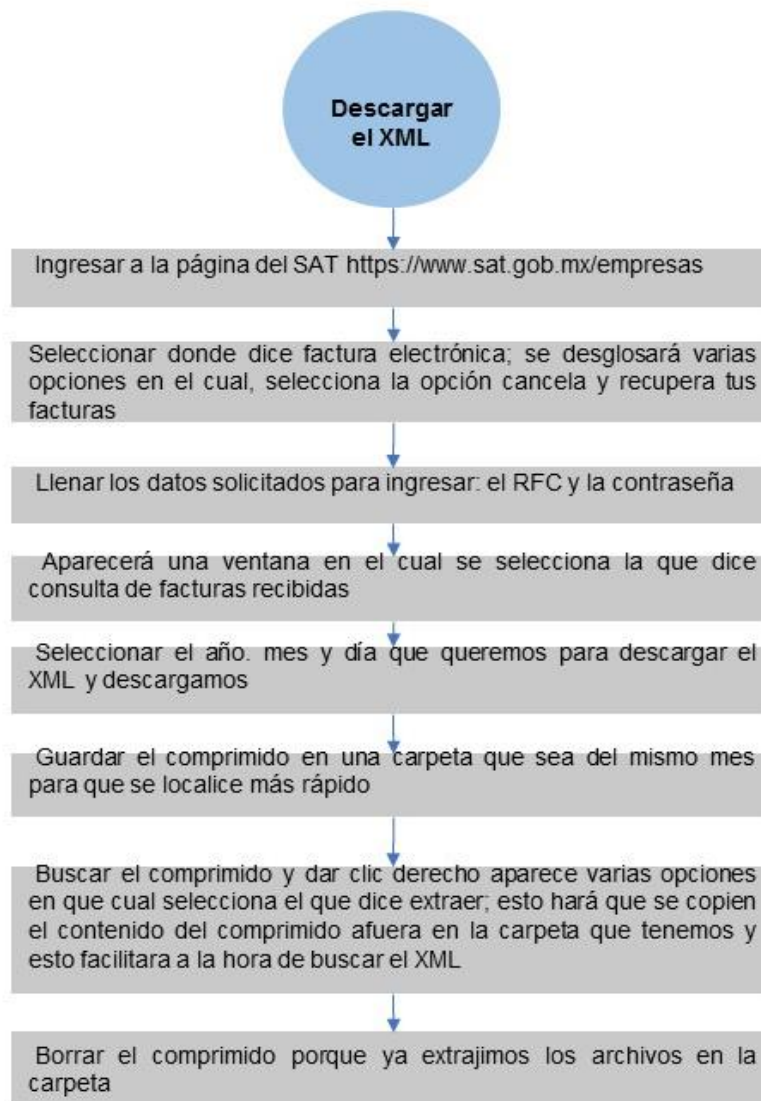 Descargar
el XML
Ingresar a la página del SAT https://www.sat.gob.mx/empresas
Seleccionar donde dice factura electrónica; se desglosará varias
opciones en el cual, selecciona la opción cancela y recupera tus
facturas
Llenar los datos solicitados para ingresar: el RFC y la contraseña
Aparecerá una ventana en el cual se selecciona la que dice
consulta de facturas recibidas
Seleccionar el año. mes y día que queremos para descargar el
XML y descargamos
Guardar el comprimido en una carpeta que sea del mismo mes
para que se localice más rápido
Buscar el comprimido y dar clic derecho aparece varias opciones
en que cual selecciona el que dice extraer; esto hará que se copien
el contenido del comprimido afuera en la carpeta que tenemos y
esto facilitara a la hora de buscar el XML
Borrar el comprimido porque ya extrajimos los archivos en la
carpeta